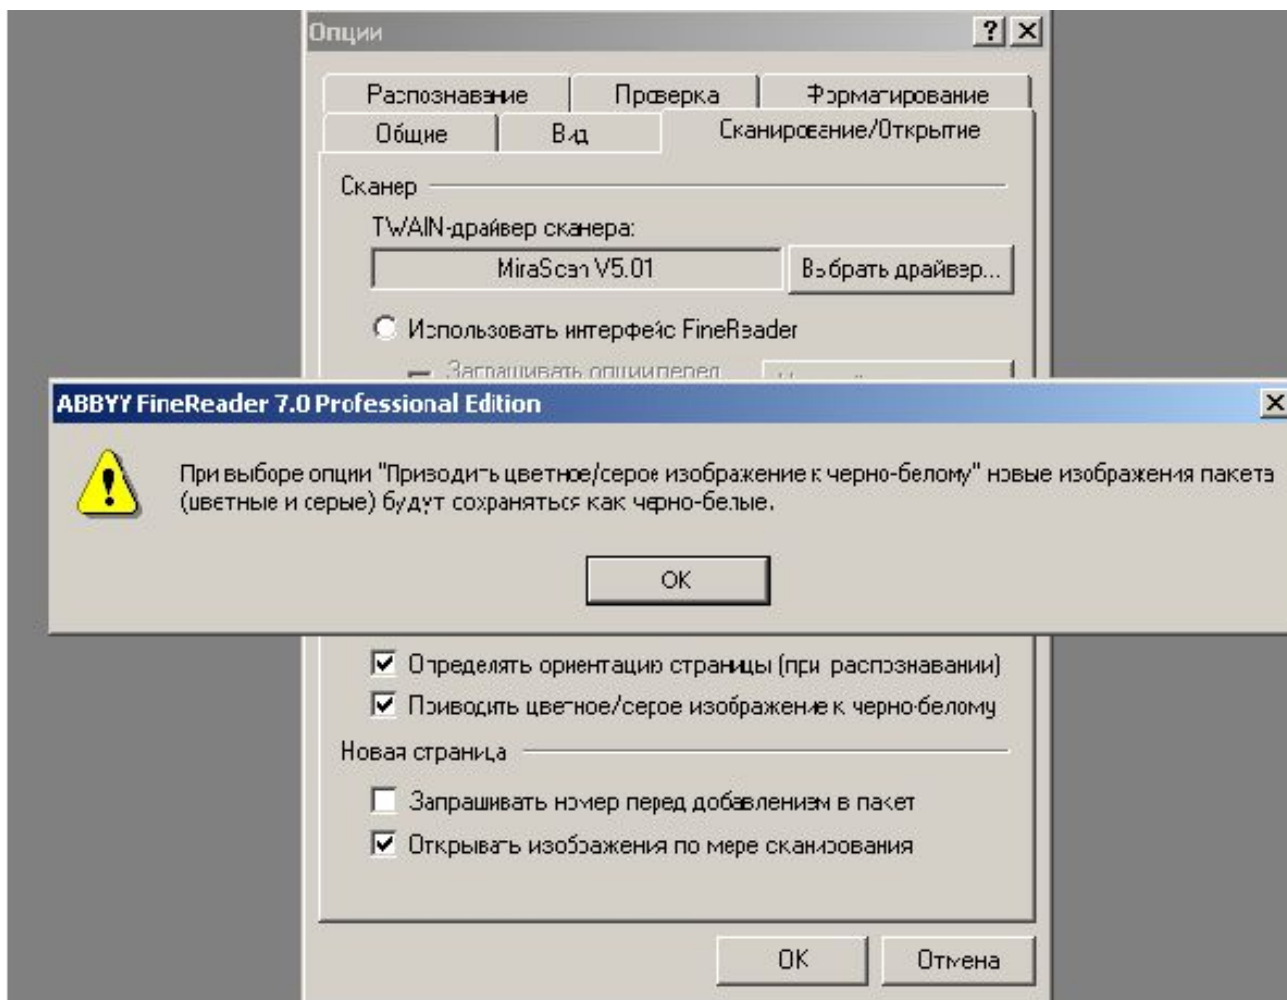 Опции
Распознавание Проверка Форматирование
Общие Вид Сканирование/Открытие
Сканер
TWAIN-драйвер сканера:
MiraScan V5.01 Выбрать драйвер...
Использовать интерфейс FineReader
Запрашивать опции перед
ABBYY FineReader 7.0 Professional Edition
При выборе опции "Приводить цветное/серое изображение к черно-белому" новые изображения пакета
(цветные и серые) будут сохраняться как черно-белые.
OK
Определять ориентацию страницы (при распознавании)
Приводить цветное/серое изображение к черно-белому
Новая страница
Запрашивать номер перед добавлением в пакет
Открывать изображения по мере сканирования
OK Отмена